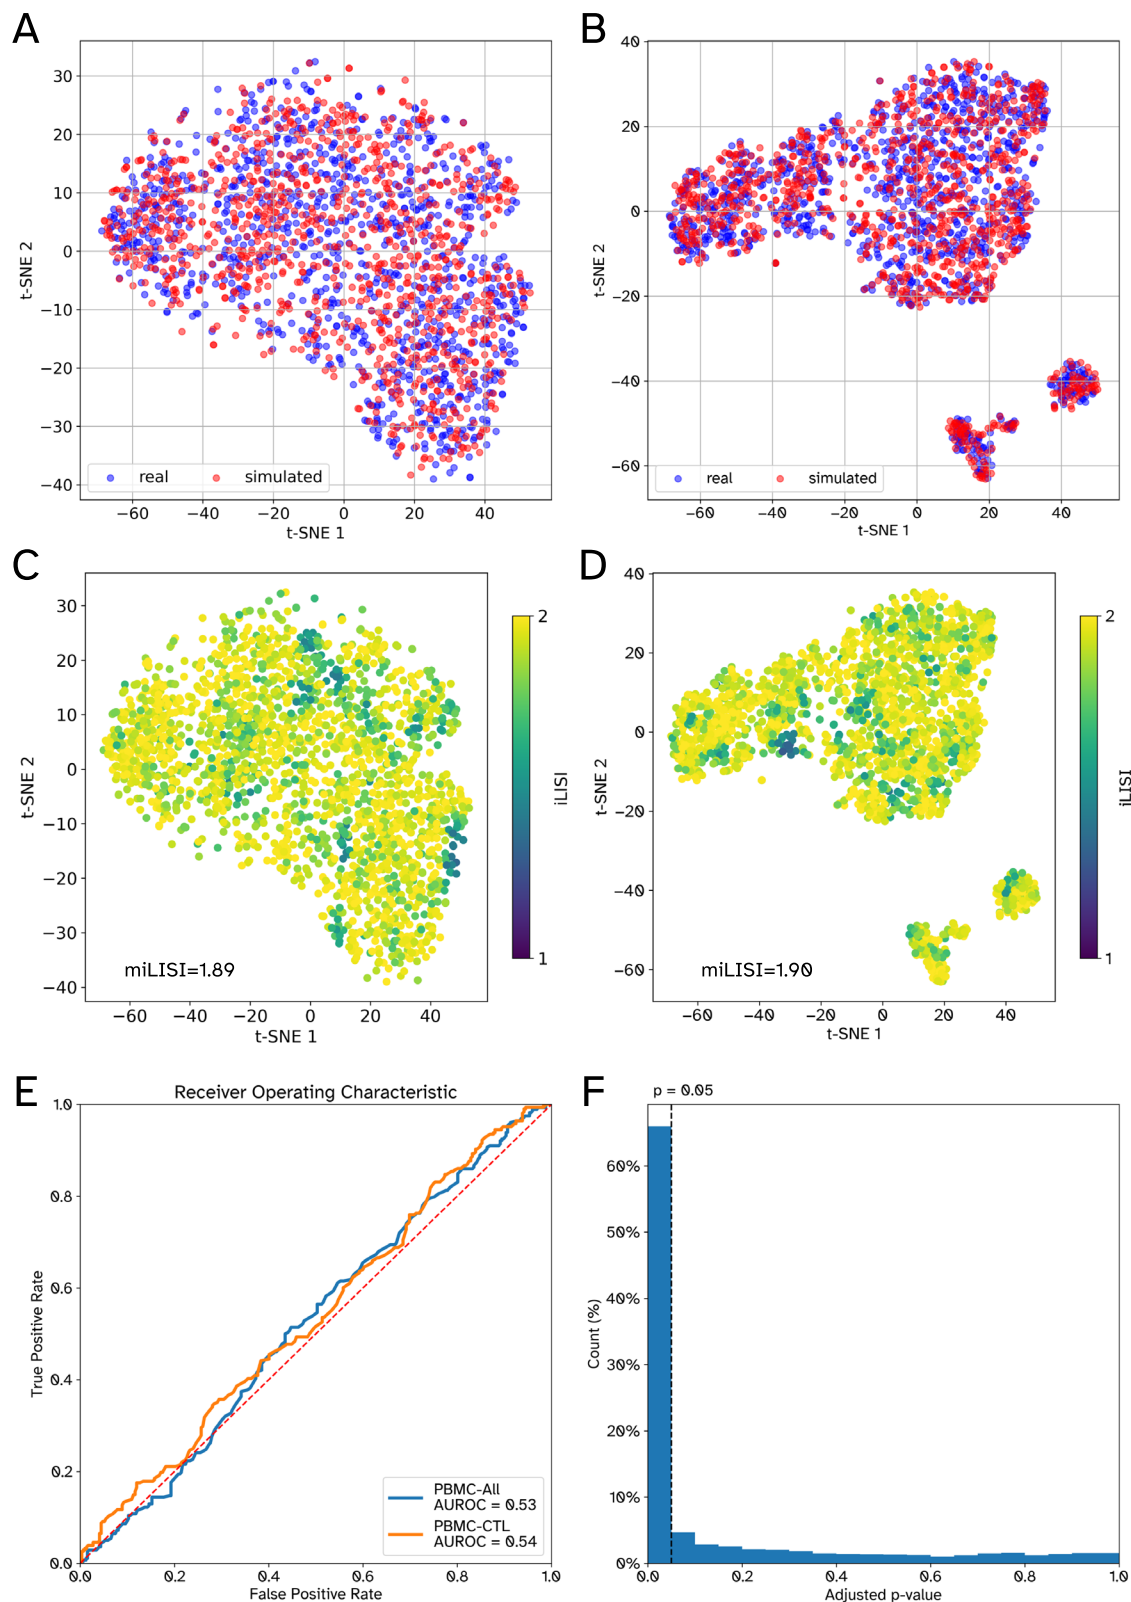 A
30
20
10
0
−10
−20
−30
−40
t-SNE 2
real
simulated
−60
−40
−20
0
20
40
t-SNE 1
B
40
20
0
−20
−40
−60
t-SNE 2
real
simulated
−60
−40
−20
0
20
40
t-SNE 1
C
30
20
10
0
−10
−20
−30
−40
t-SNE 2
miLISI=1.89
−60
−40
−20
0
20
40
t-SNE 1
2
1
iLISI
D
40
20
0
−20
−40
−60
t-SNE 2
miLISI=1.90
−60
−40
−20
0
20
40
t-SNE 1
2
1
iLISI
E
Receiver Operating Characteristic
1.0
0.8
0.6
0.4
0.2
0.0
True Positive Rate
PBMC-All
AUROC = 0.53
PBMC-CTL
AUROC = 0.54
0.0
0.2
0.4
0.6
0.8
1.0
False Positive Rate
F
p = 0.05
60%
50%
40%
30%
20%
10%
0%
Count (%)
0.0
0.2
0.4
0.6
0.8
1.0
Adjusted p-value